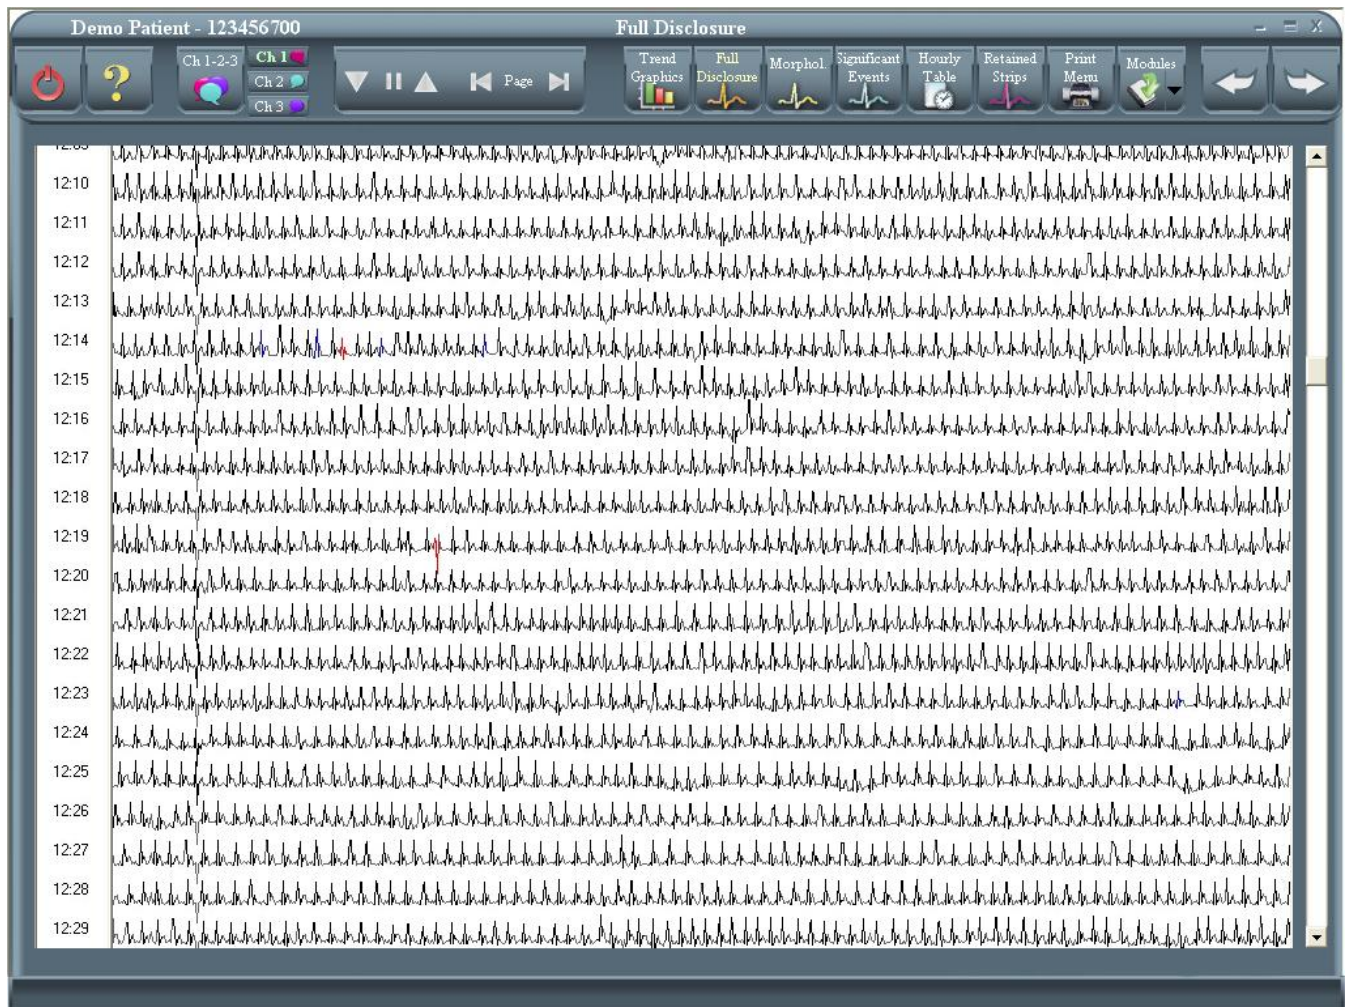 Demo Patient - 123456700
Full Disclosure
Ch 1-2-3
Ch 1
Ch 2
Ch 3
Page
Trend
Graphics
Full
Disclosure
Morphol.
Significant
Events
Hourly
Table
Retained
Strips
Print
Menu
Modules
12:10
12:11
12:12
12:13
12:14
12:15
12:16
12:17
12:18
12:19
12:20
12:21
12:22
12:23
12:24
12:25
12:26
12:27
12:28
12:29